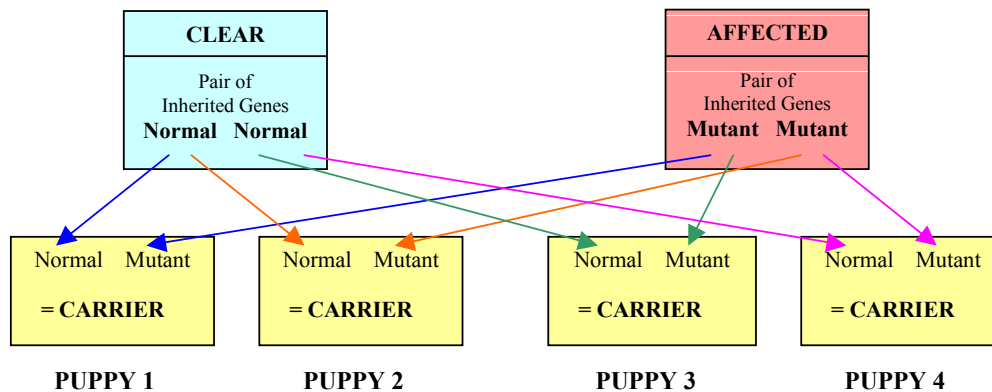 CLEAR
Pair of
Inherited Genes
Normal Normal
AFFECTED
Pair of
Inherited Genes
Mutant Mutant
Normal Mutant
= CARRIER
Normal Mutant
= CARRIER
Normal Mutant
= CARRIER
Normal Mutant
= CARRIER
PUPPY 1
PUPPY 2
PUPPY 3
PUPPY 4